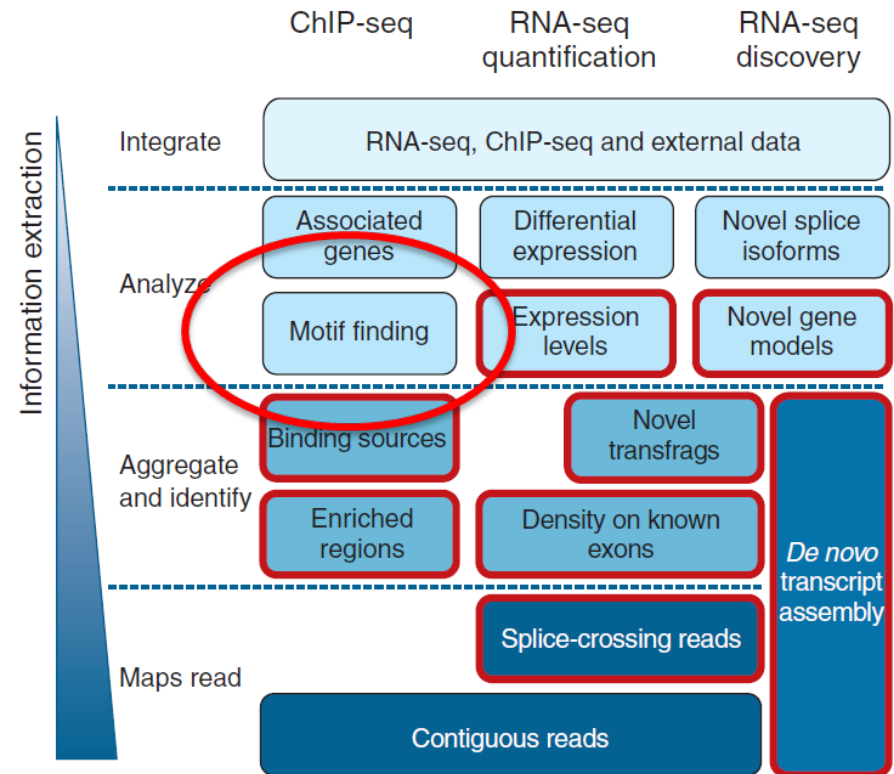 ChIP-seq
RNA-seq
quantification
RNA-seq
discovery
Information extraction
Integrate
RNA-seq, ChIP-seq and external data
Analyze
Associated
genes
Differential
expression
Novel splice
isoforms
Motif finding
Expression
levels
Novel gene
models
Aggregate
and identify
Binding sources
Novel
transfrags
Enriched
regions
Density on known
exons
De novo
transcript
assembly
Maps read
Splice-crossing reads
Contiguous reads